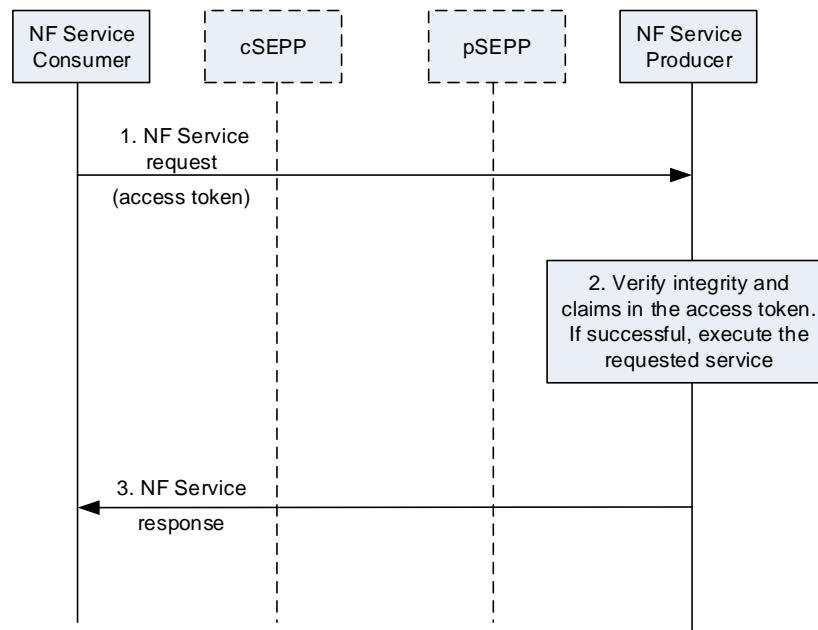 NF Service
Consumer
cSEPP
pSEPP
NF Service
Producer
1. NF Service
request
(access token)
2. Verify integrity and
claims in the access token.
If successful, execute the
requested service
3. NF Service
response